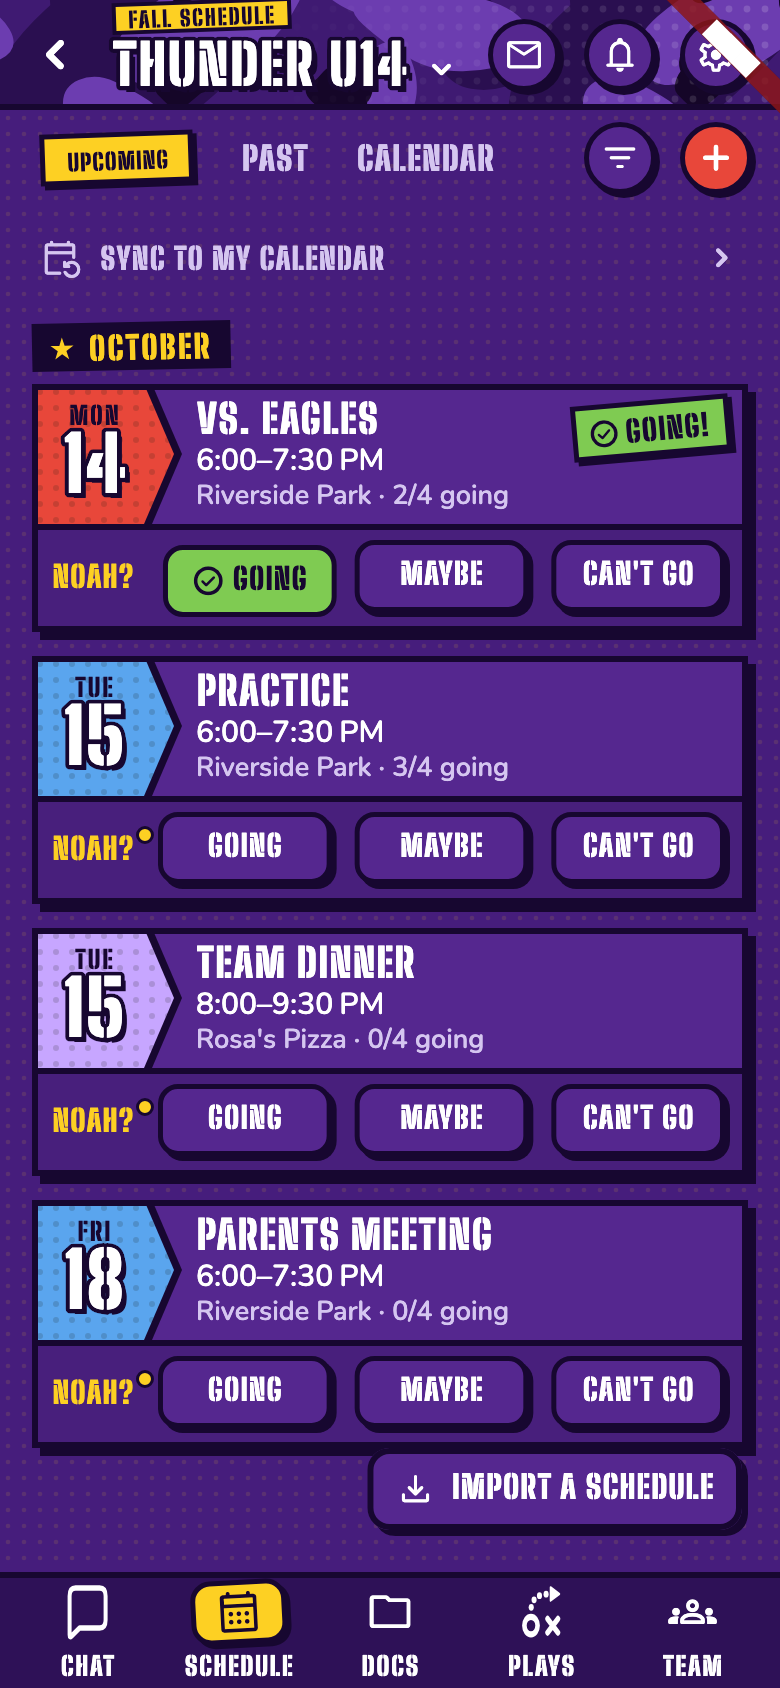 FALL SCHEDULE
THUNDER U14
UPCOMING
PAST
CALENDAR
SYNC TO MY CALENDAR
★ OCTOBER
MON
14
VS. EAGLES
6:00–7:30 PM
Riverside Park · 2/4 going
GOING!
NOAH?
GOING
MAYBE
CAN'T GO
TUE
15
PRACTICE
6:00–7:30 PM
Riverside Park · 3/4 going
NOAH?
GOING
MAYBE
CAN'T GO
TUE
15
TEAM DINNER
8:00–9:30 PM
Rosa's Pizza · 0/4 going
NOAH?
GOING
MAYBE
CAN'T GO
FRI
18
PARENTS MEETING
6:00–7:30 PM
Riverside Park · 0/4 going
NOAH?
GOING
MAYBE
CAN'T GO
IMPORT A SCHEDULE
CHAT
SCHEDULE
DOCS
PLAYS
TEAM